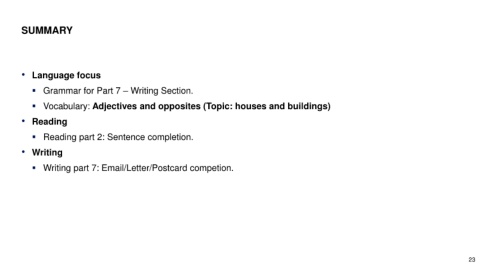 SUMMARY
• Language focus
▪ Grammar for Part 7 – Writing Section.
▪ Vocabulary: Adjectives and opposites (Topic: houses and buildings)
• Reading
▪ Reading part 2: Sentence completion.
• Writing
▪ Writing part 7: Email/Letter/Postcard competion.
23